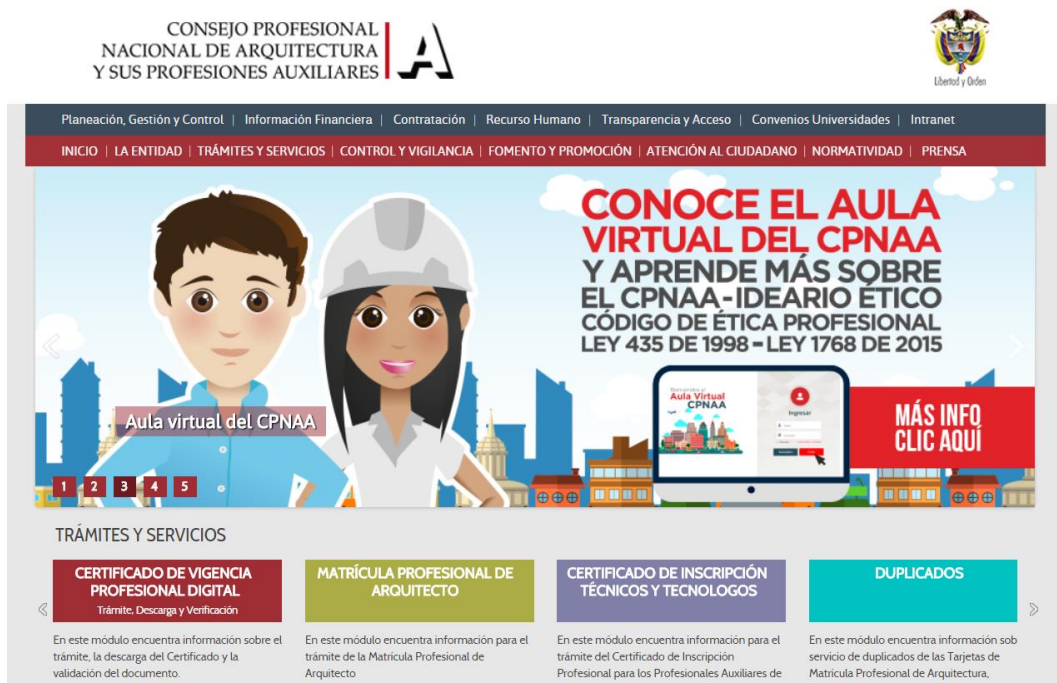 CONSEJO PROFESIONAL
NACIONAL DE ARQUITECTURA
Y SUS PROFESIONES AUXILIARES
A
Libertad y Orden
Planeación, Gestión y Control | Información Financiera | Contratación | Recurso Humano | Transparencia y Acceso | Convenios Universidades | Intranet
INICIO | LA ENTIDAD | TRÁMITES Y SERVICIOS | CONTROL Y VIGILANCIA | FOMENTO Y PROMOCIÓN | ATENCIÓN AL CIUDADANO | NORMATIVIDAD | PRENSA
CONOCE EL AULA
VIRTUAL DEL CPNAA
Y APRENDE MÁS SOBRE
EL CPNAA-IDEARIO ÉTICO
CÓDIGO DE ÉTICA PROFESIONAL
LEY 435 DE 1998 - LEY 1768 DE 2015
Bienvenidos al
Aula Virtual
CPNAA
Ingresar
MÁS INFO
CLIC AQUÍ
Aula virtual del CPNAA
1 2 3 4 5
TRÁMITES Y SERVICIOS
CERTIFICADO DE VIGENCIA
PROFESIONAL DIGITAL
Trámite, Descarga y Verificación
En este módulo encuentra información sobre el
trámite, la descarga del Certificado y la
validación del documento.
MATRÍCULA PROFESIONAL DE
ARQUITECTO
En este módulo encuentra información para el
trámite de la Matrícula Profesional de
Arquitecto
CERTIFICADO DE INSCRIPCIÓN
TÉCNICOS Y TECNOLOGOS
En este módulo encuentra información para el
trámite del Certificado de Inscripción
Profesional para los Profesionales Auxiliares de
DUPLICADOS
En este módulo encuentra información sob
servicio de duplicados de las Tarjetas de
Matrícula Profesional de Arquitectura,